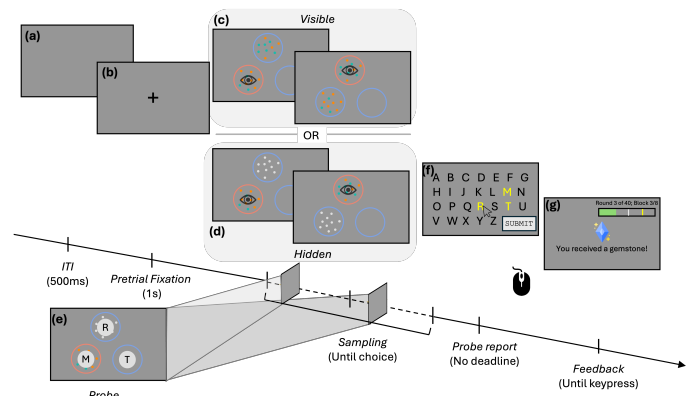 (a)
(b)
+
(c)
Visible
OR
(d)
Hidden
(f)
A B C D E F G
H I J K L M N
O P Q R S T U
V W X Y Z
SUBMIT
(g)
Round 3 of 40; Block 3/8
You received a gemstone!
ITI
(500ms)
Pretrial Fixation
(1s)
(e)
R
M
T
Probe
Sampling
(Until choice)
Probe report
(No deadline)
Feedback
(Until keypress)